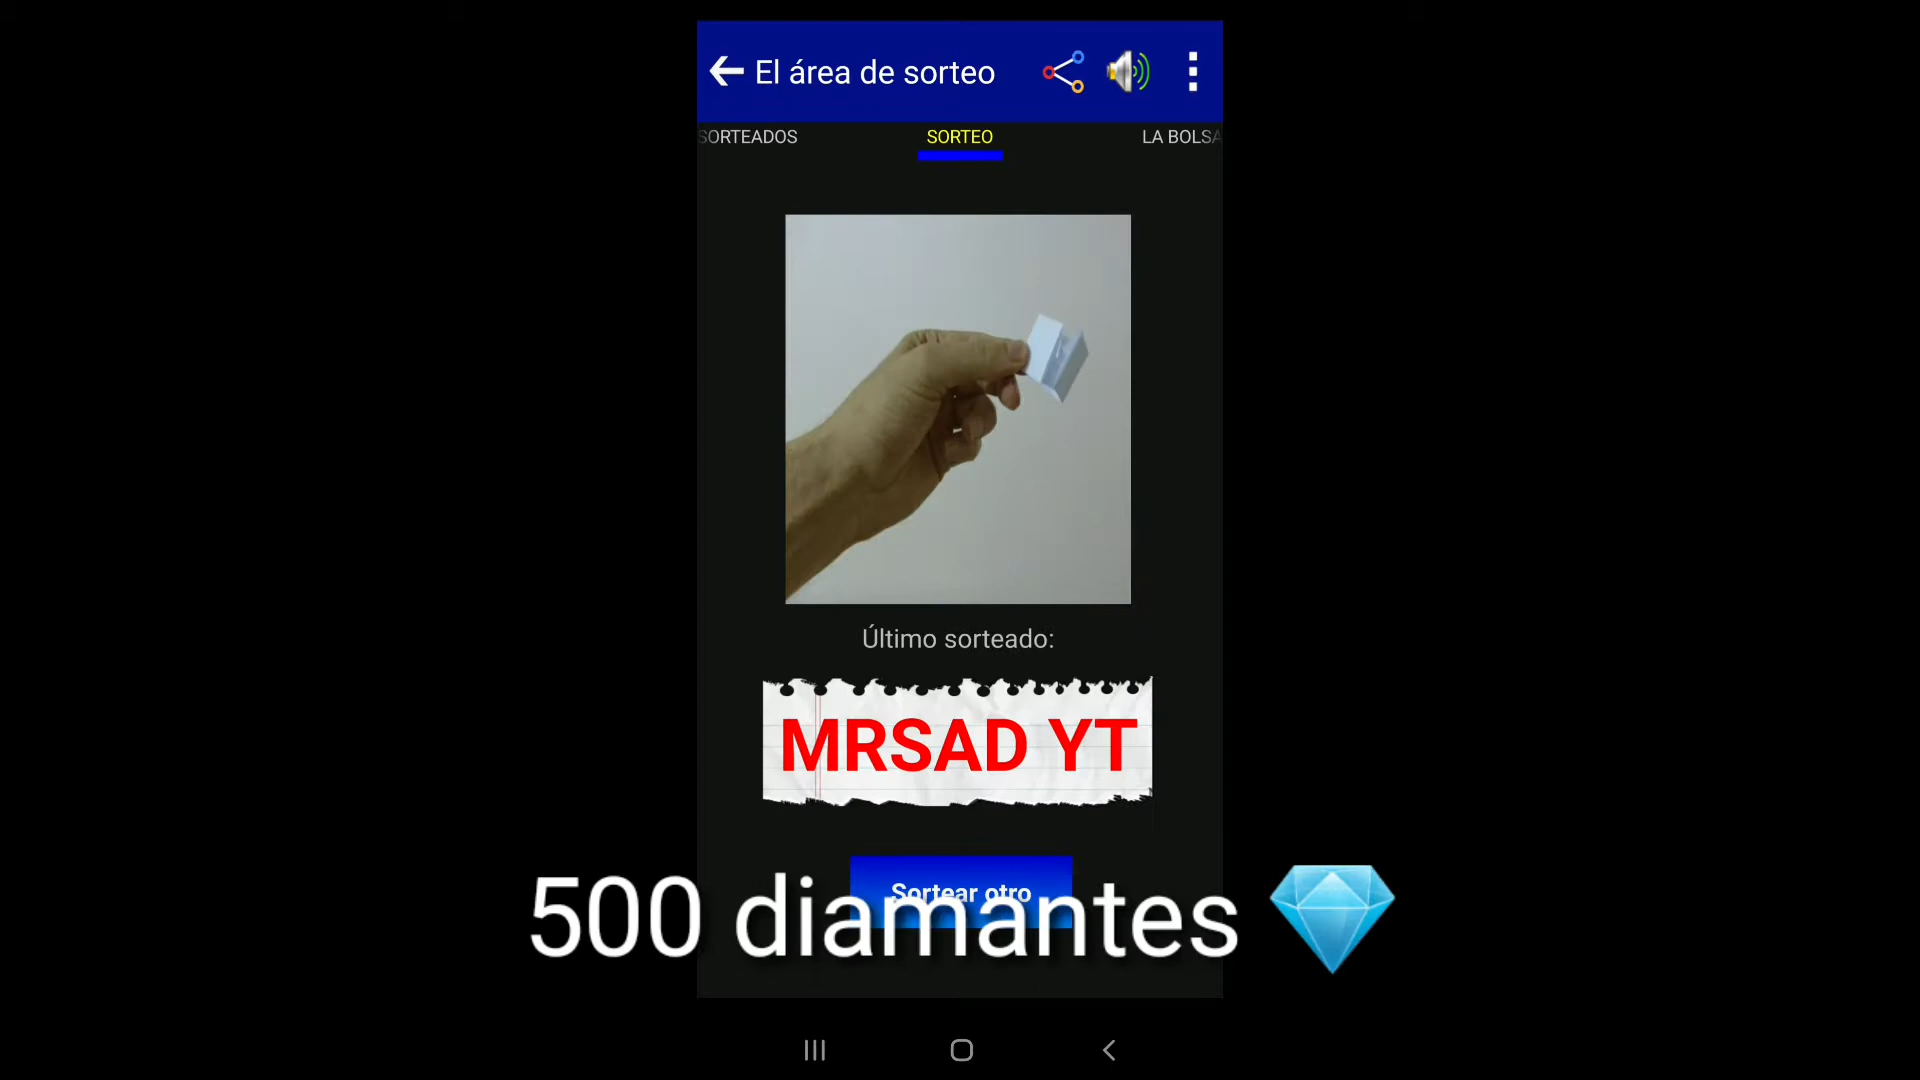 El área de sorteo
SORTEADOS SORTEO LA BOLSA
Último sorteado:
MRSAD YT
Sortear otro
500 diamantes 💎